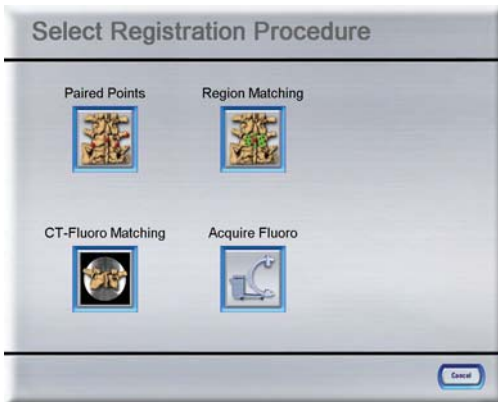 Select Registration Procedure
Paired Points
Region Matching
CT-Fluoro Matching
Acquire Fluoro
Cancel